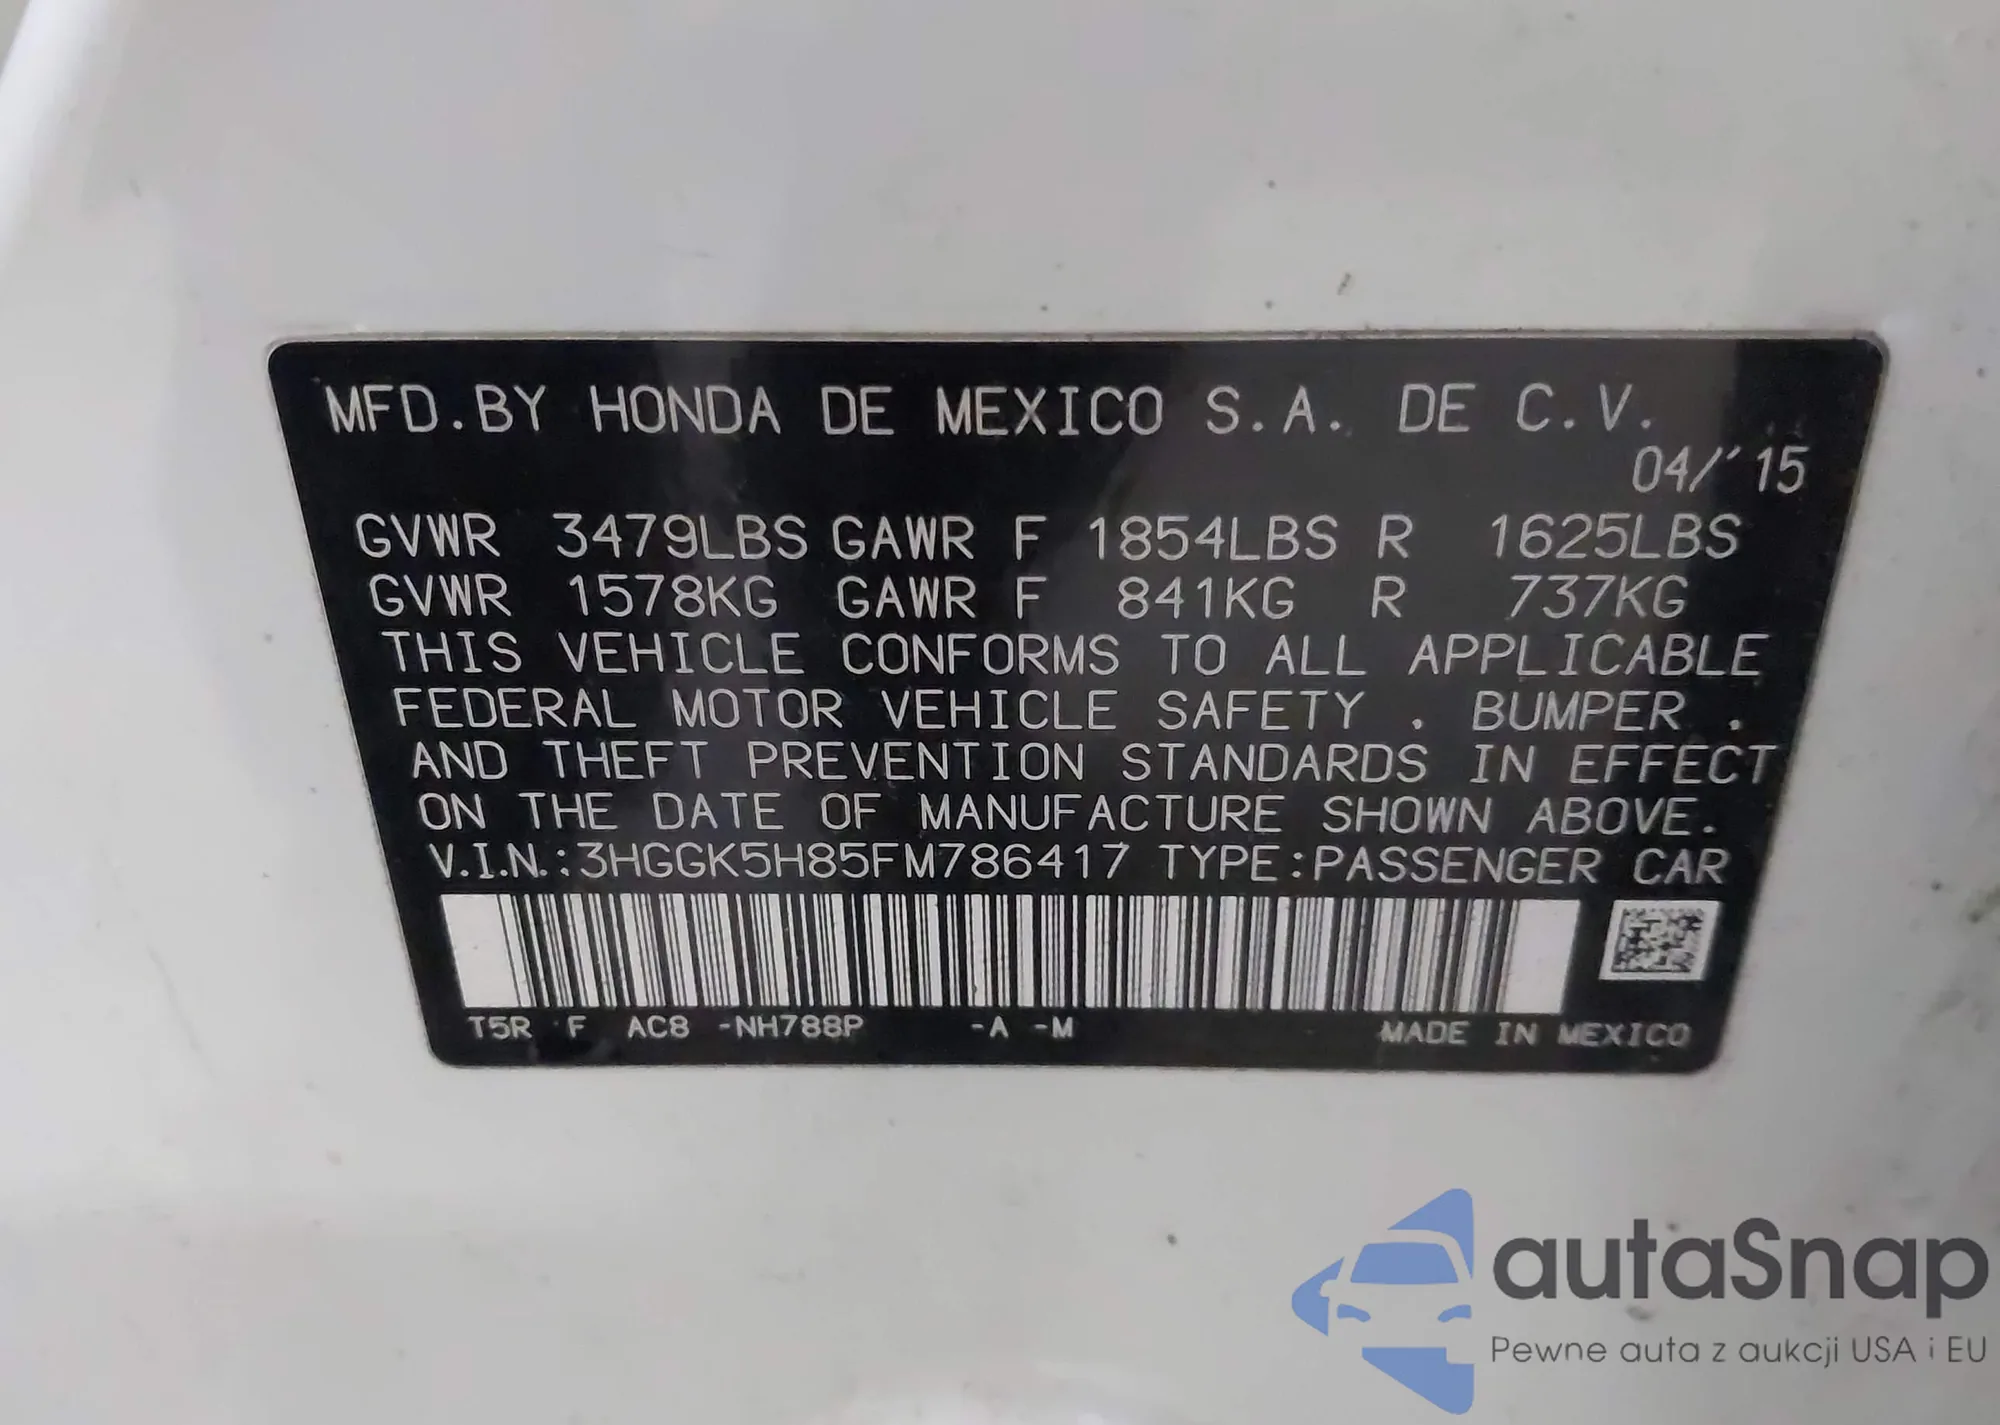 MFD.BY HONDA DE MEXICO S.A. DE C.V.
04/'15
GVWR 3479LBS GAWR F 1854LBS R 1625LBS
GVWR 1578KG GAWR F 841KG R 737KG
THIS VEHICLE CONFORMS TO ALL APPLICABLE
FEDERAL MOTOR VEHICLE SAFETY , BUMPER ,
AND THEFT PREVENTION STANDARDS IN EFFECT
ON THE DATE OF MANUFACTURE SHOWN ABOVE.
V.I.N.:3HGGK5H85FM786417 TYPE:PASSENGER CAR
T5R F AC8 -NH788P -A -M MADE IN MEXICO
autaSnap
Pewne auta z aukcji USA i EU